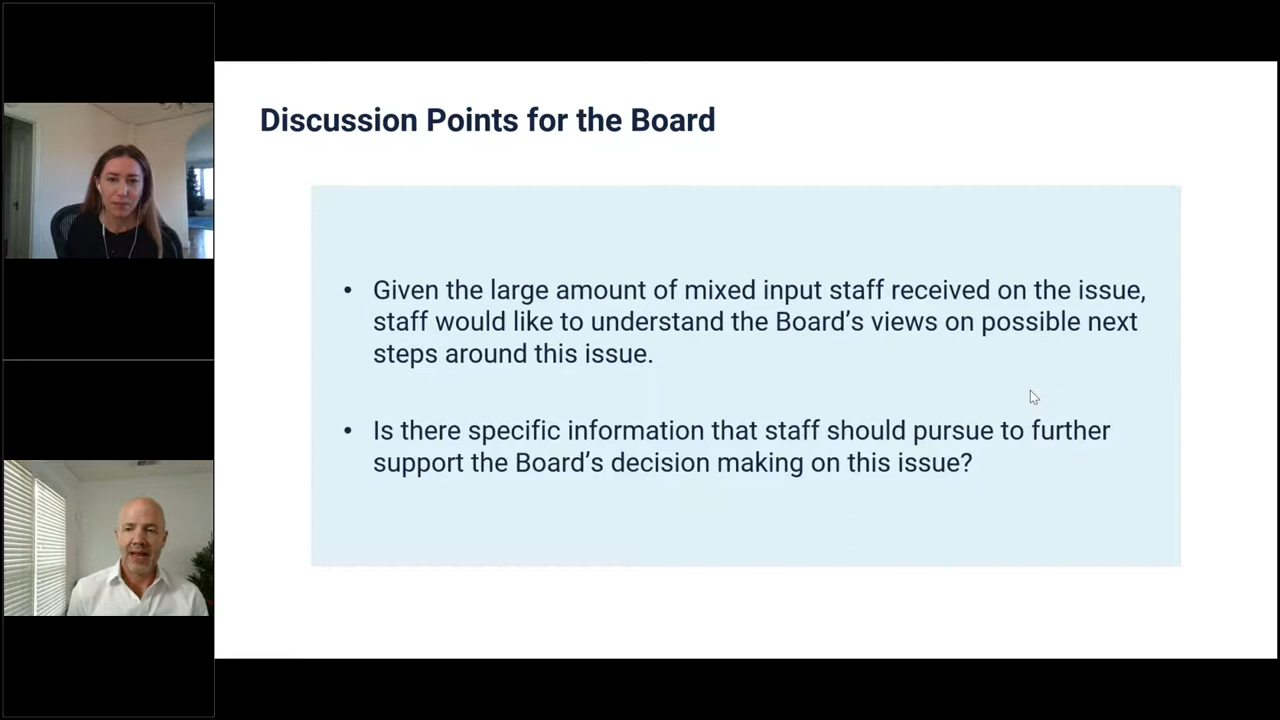 Discussion Points for the Board
• Given the large amount of mixed input staff received on the issue,
staff would like to understand the Board's views on possible next
steps around this issue.
• Is there specific information that staff should pursue to further
support the Board's decision making on this issue?